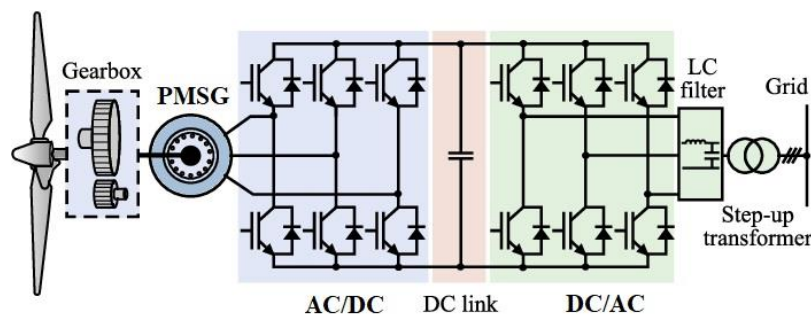 Gearbox
PMSG
LC
filter
Grid
Step-up
transformer
AC/DC
DC link
DC/AC